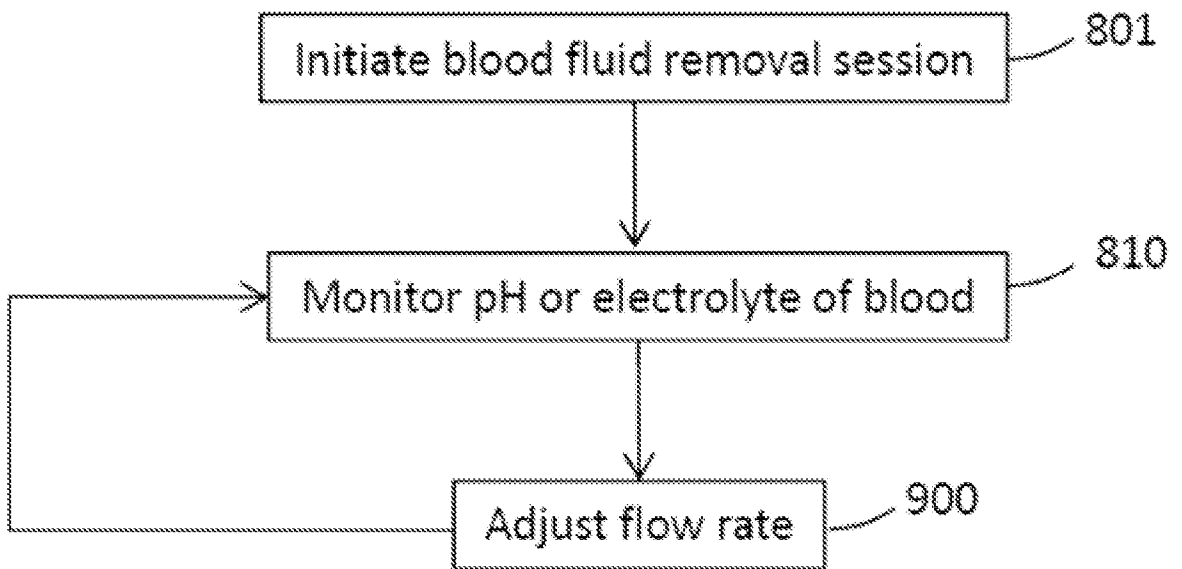 Initiate blood fluid removal session
801
Monitor pH or electrolyte of blood
810
Adjust flow rate
900